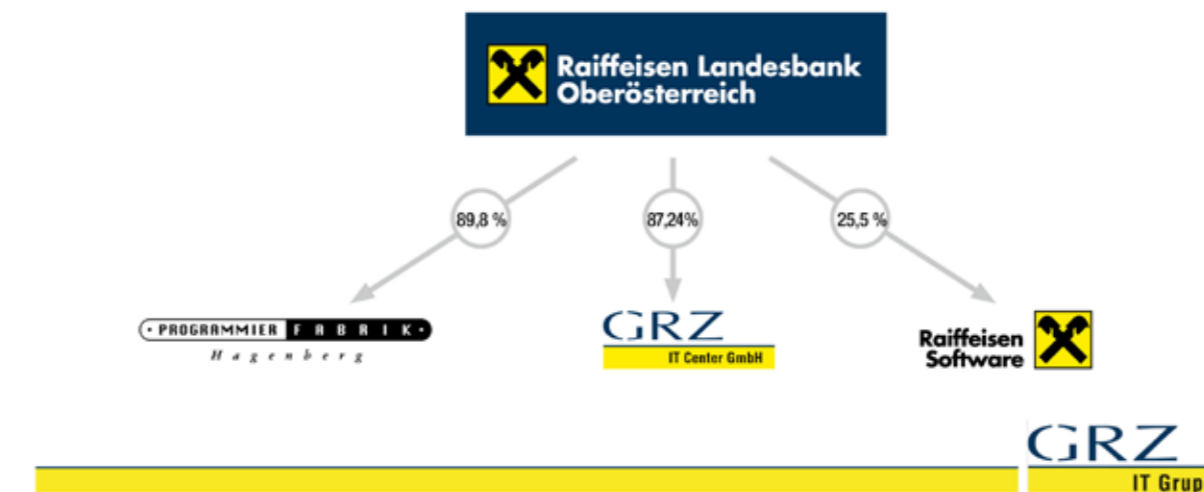 Raiffeisen Landesbank
Oberösterreich
89,8 %
87,24%
25,5 %
· PROGRAMMIER FABRIK ·
Hagenberg
GRZ
IT Center GmbH
Raiffeisen
Software
GRZ
IT Grup